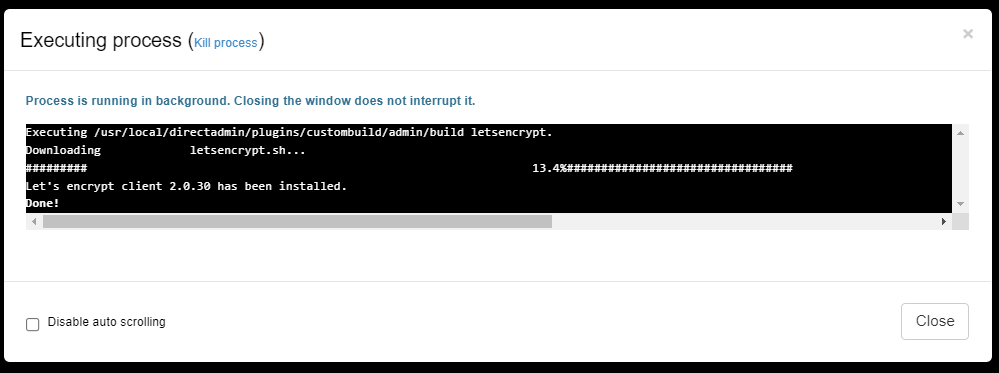 Executing process (Kill process)
×
Process is running in background. Closing the window does not interrupt it.
Executing /usr/local/directadmin/plugins/custombuild/admin/build letsencrypt.
Downloading             letsencrypt.sh...
#########                                                                 13.4%#################################
Let's encrypt client 2.0.30 has been installed.
Done!
Disable auto scrolling
Close